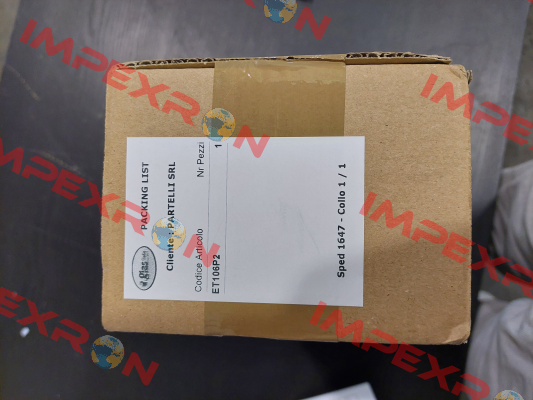 PACKING LIST
Cliente : PARTELLI SRL
Codice Articolo Nr Pezzi
ET106P2 1
Sped 1647 - Collo 1 / 1
IMPEXRON
IMPEXRON
IMPEXRON
IMPEXRON
IMPEXRON
IMPEXRON